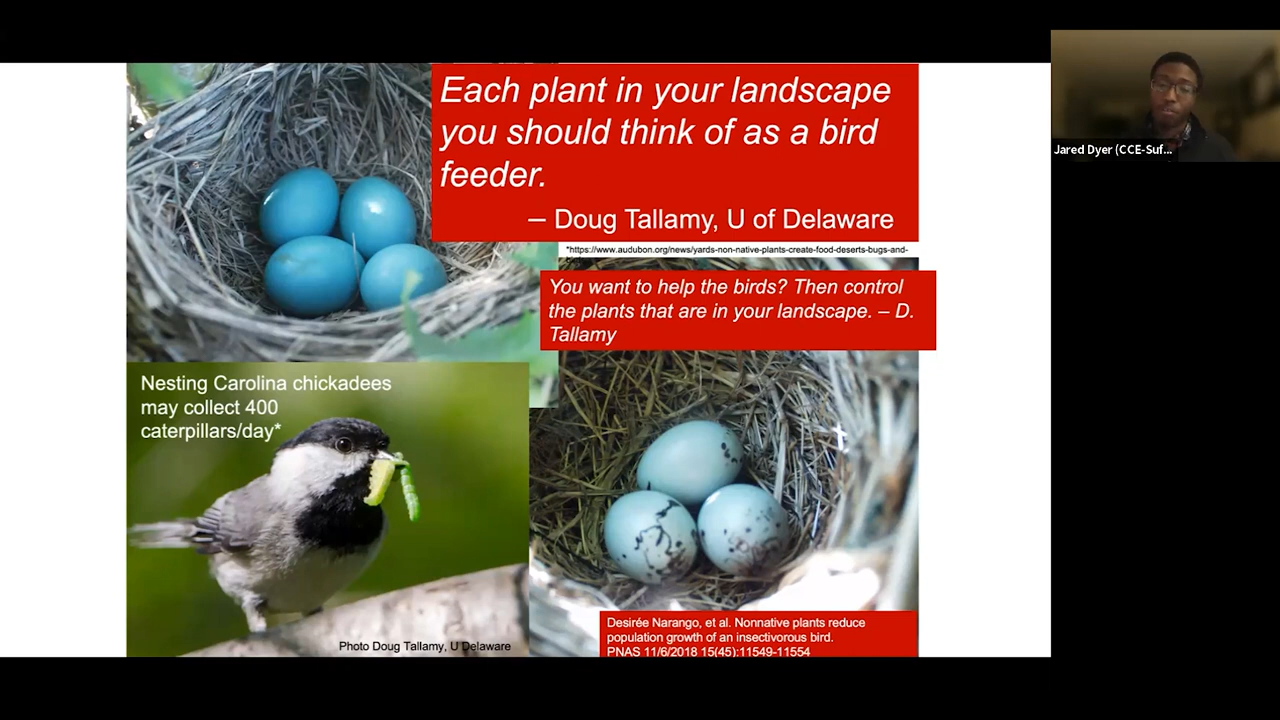 Each plant in your landscape
you should think of as a bird
feeder.
– Doug Tallamy, U of Delaware
*https://www.audubon.org/news/yards-non-native-plants-create-food-deserts-bugs-and-
You want to help the birds? Then control
the plants that are in your landscape. – D.
Tallamy
Nesting Carolina chickadees
may collect 400
caterpillars/day*
Photo Doug Tallamy, U Delaware
Desirée Narango, et al. Nonnative plants reduce
population growth of an insectivorous bird.
PNAS 11/6/2018 15(45):11549-11554
Jared Dyer (CCE-Suf...